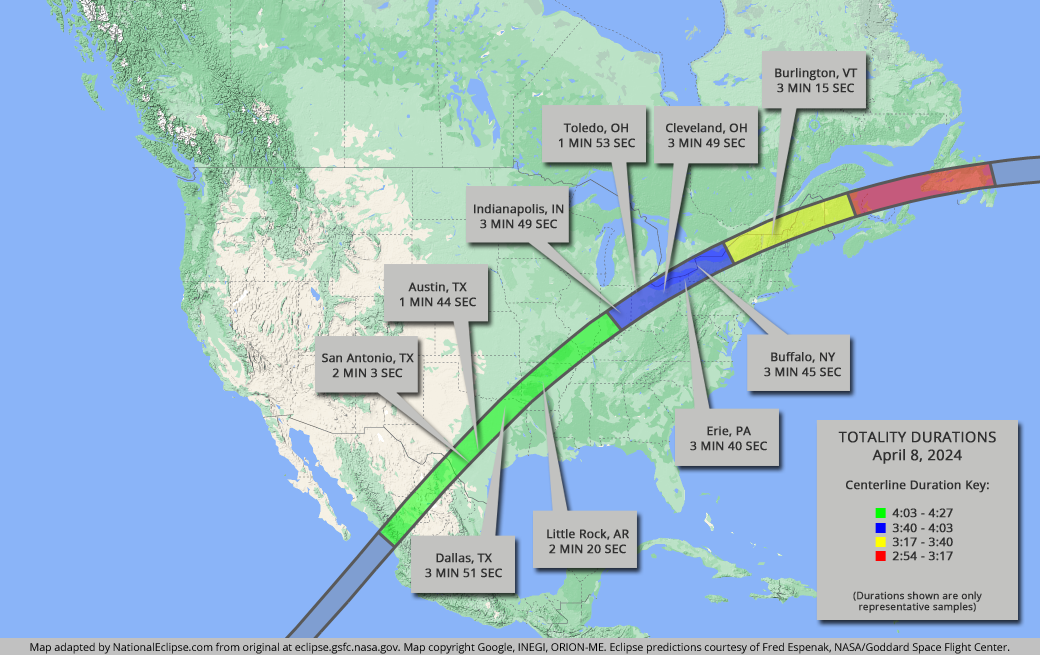 Burlington, VT
3 MIN 15 SEC
Toledo, OH
1 MIN 53 SEC
Cleveland, OH
3 MIN 49 SEC
Indianapolis, IN
3 MIN 49 SEC
Austin, TX
1 MIN 44 SEC
San Antonio, TX
2 MIN 3 SEC
Buffalo, NY
3 MIN 45 SEC
Erie, PA
3 MIN 40 SEC
Little Rock, AR
2 MIN 20 SEC
Dallas, TX
3 MIN 51 SEC
TOTALITY DURATIONS
April 8, 2024
Centerline Duration Key:
4:03 - 4:27
3:40 - 4:03
3:17 - 3:40
2:54 - 3:17
(Durations shown are only
representative samples)
Map adapted by NationalEclipse.com from original at eclipse.gsfc.nasa.gov. Map copyright Google, INEGI, ORION-ME. Eclipse predictions courtesy of Fred Espenak, NASA/Goddard Space Flight Center.